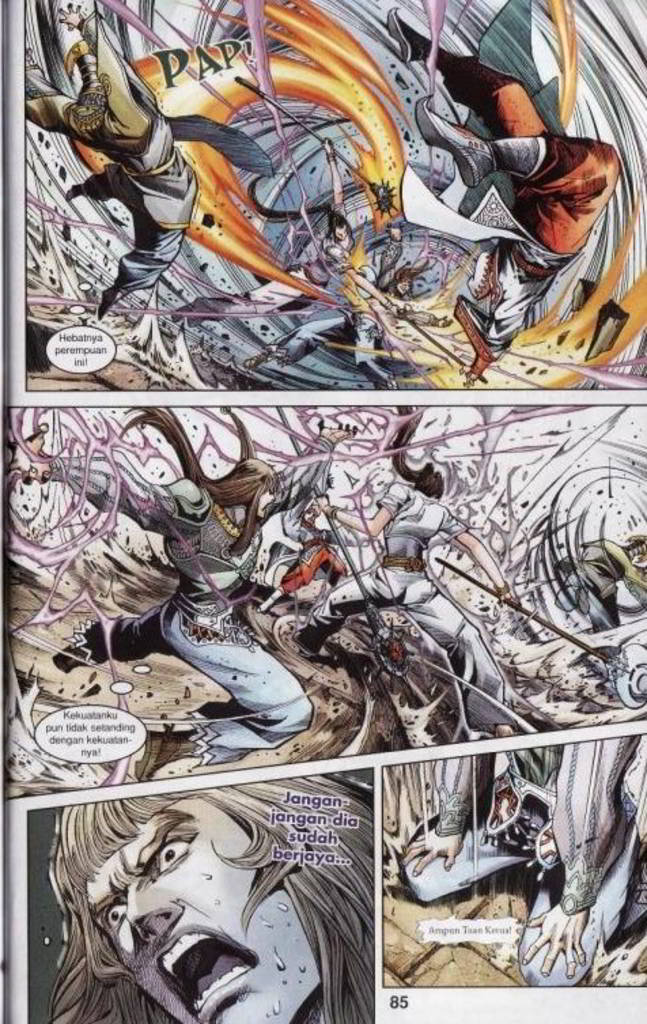 PAP!
Hebatnya
perempuan
ini!
Kekuatanku
pun tidak setanding
dengan kekuatan-
nya!
Jangan-
jangan dia
sudah
berjaya...
Ampun Tuan Ketua!
85